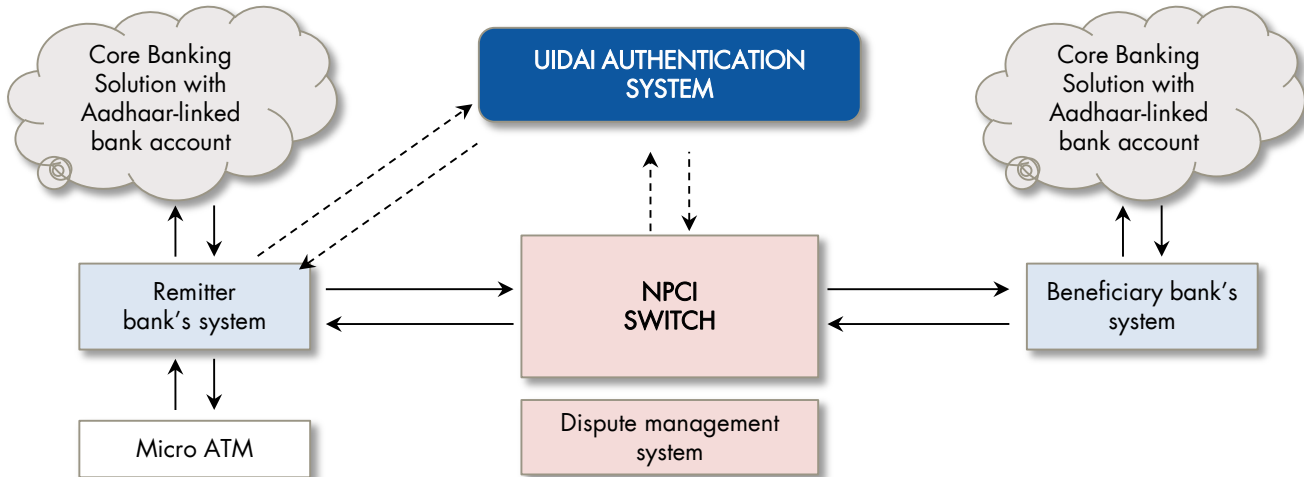 Core Banking
Solution with
Aadhaar-linked
bank account
UIDAI AUTHENTICATION
SYSTEM
Core Banking
Solution with
Aadhaar-linked
bank account
Remitter
bank's system
NPCI
SWITCH
Beneficiary bank's
system
Micro ATM
Dispute management
system